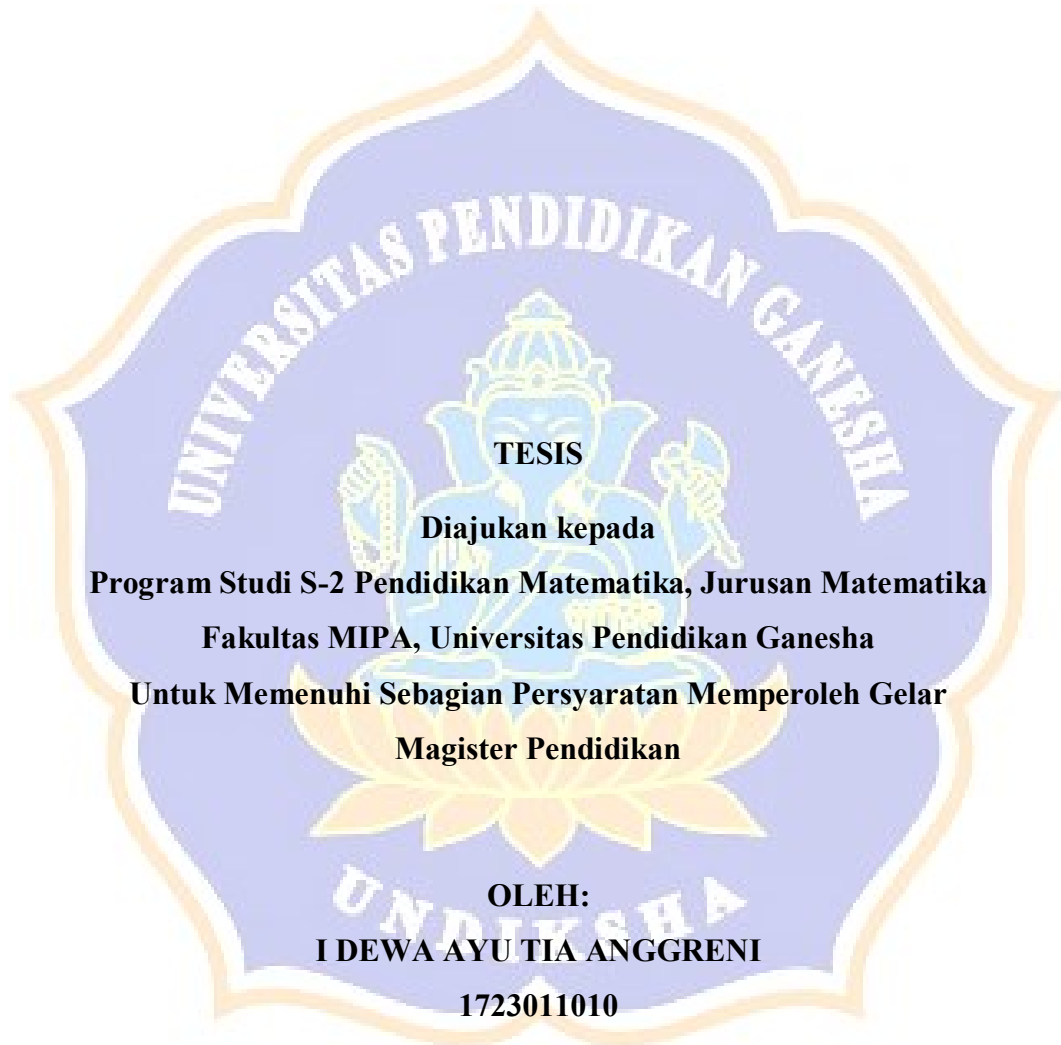 UNIVERSITAS PENDIDIKAN GANESHA
TESIS
Diajukan kepada
Program Studi S-2 Pendidikan Matematika, Jurusan Matematika
Fakultas MIPA, Universitas Pendidikan Ganesha
Untuk Memenuhi Sebagian Persyaratan Memperoleh Gelar
Magister Pendidikan
OLEH:
UNDIKSHA
I DEWA AYU TIA ANGGRENI
1723011010